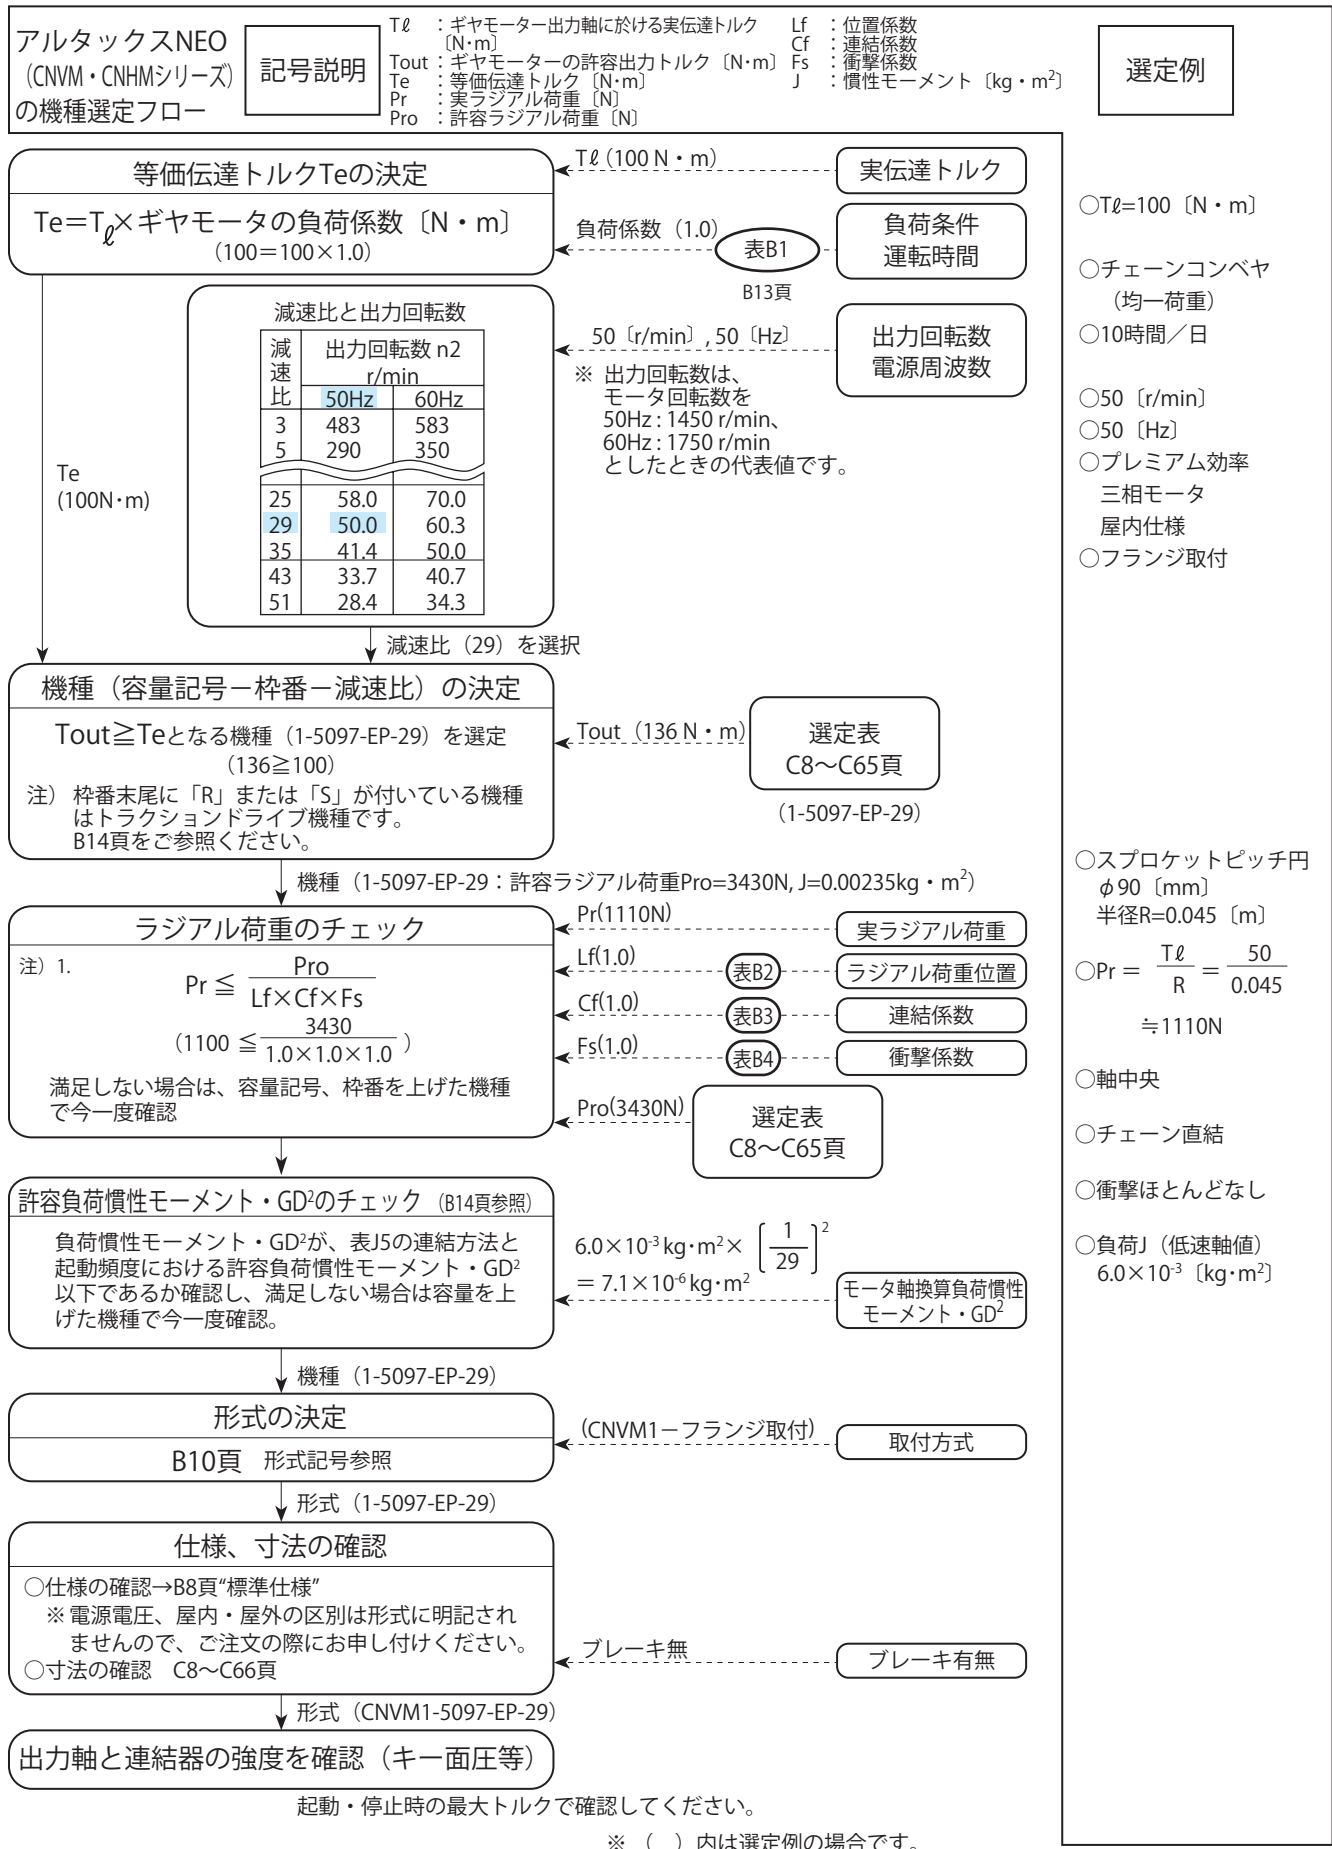 アルタックスNEO
（CNVM・CNHMシリーズ）
の機種選定フロー
記号説明
Tℓ ：ギヤモーター出力軸に於ける実伝達トルク
〔N･m〕
Tout：ギヤモーターの許容出力トルク〔N･m〕
Te ：等価伝達トルク〔N･m〕
Pr ：実ラジアル荷重〔N〕
Pro ：許容ラジアル荷重〔N〕
Lf ：位置係数
Cf ：連結係数
Fs ：衝撃係数
J ：慣性モーメント〔kg・m²〕
選定例
等価伝達トルクTeの決定
Te＝Tℓ×ギヤモータの負荷係数〔N・m〕
（100＝100×1.0）
Tℓ（100 N・m）
実伝達トルク
負荷係数（1.0）
表B1
B13頁
負荷条件
運転時間
減速比と出力回転数
減速比 出力回転数 n2
r/min
50Hz 60Hz
3 483 583
5 290 350
25 58.0 70.0
29 50.0 60.3
35 41.4 50.0
43 33.7 40.7
51 28.4 34.3
50〔r/min〕, 50〔Hz〕
出力回転数
電源周波数
※ 出力回転数は、
モータ回転数を
50Hz : 1450 r/min、
60Hz : 1750 r/min
としたときの代表値です。
Te
(100N･m)
減速比（29）を選択
機種（容量記号－枠番－減速比）の決定
Tout≧Teとなる機種（1-5097-EP-29）を選定
（136≧100）
注） 枠番末尾に「R」または「S」が付いている機種
はトラクションドライブ機種です。
B14頁をご参照ください。
Tout（136 N・m）
選定表
C8〜C65頁
（1-5097-EP-29）
機種（1-5097-EP-29：許容ラジアル荷重Pro=3430N, J=0.00235kg・m²）
ラジアル荷重のチェック
注）1.
Pr ≦ Pro / Lf×Cf×Fs
（1100 ≦ 3430 / 1.0×1.0×1.0 ）
満足しない場合は、容量記号、枠番を上げた機種
で今一度確認
Pr(1110N)
実ラジアル荷重
Lf(1.0)
表B2
ラジアル荷重位置
Cf(1.0)
表B3
連結係数
Fs(1.0)
表B4
衝撃係数
Pro(3430N)
選定表
C8〜C65頁
許容負荷慣性モーメント・GD²のチェック（B14頁参照）
負荷慣性モーメント・GD²が、表J5の連結方法と
起動頻度における許容負荷慣性モーメント・GD²
以下であるか確認し、満足しない場合は容量を上
げた機種で今一度確認。
6.0×10⁻³ kg･m²×〔1/29〕²
＝ 7.1×10⁻⁶ kg･m²
モータ軸換算負荷慣性
モーメント・GD²
機種（1-5097-EP-29）
形式の決定
B10頁 形式記号参照
(CNVM1－フランジ取付)
取付方式
形式（1-5097-EP-29）
仕様、寸法の確認
○仕様の確認→B8頁“標準仕様”
※ 電源電圧、屋内・屋外の区別は形式に明記され
ませんので、ご注文の際にお申し付けください。
○寸法の確認 C8〜C66頁
ブレーキ無
ブレーキ有無
形式（CNVM1-5097-EP-29）
出力軸と連結器の強度を確認（キー面圧等）
起動・停止時の最大トルクで確認してください。
※ （ ）内は選定例の場合です。
○Tℓ=100〔N・m〕
○チェーンコンベヤ
（均一荷重）
○10時間／日
○50〔r/min〕
○50〔Hz〕
○プレミアム効率
三相モータ
屋内仕様
○フランジ取付
○スプロケットピッチ円
φ90〔mm〕
半径R=0.045〔m〕
○Pr ＝ Tℓ / R ＝ 50 / 0.045
≒1110N
○軸中央
○チェーン直結
○衝撃ほとんどなし
○負荷J（低速軸値）
6.0×10⁻³〔kg･m²〕